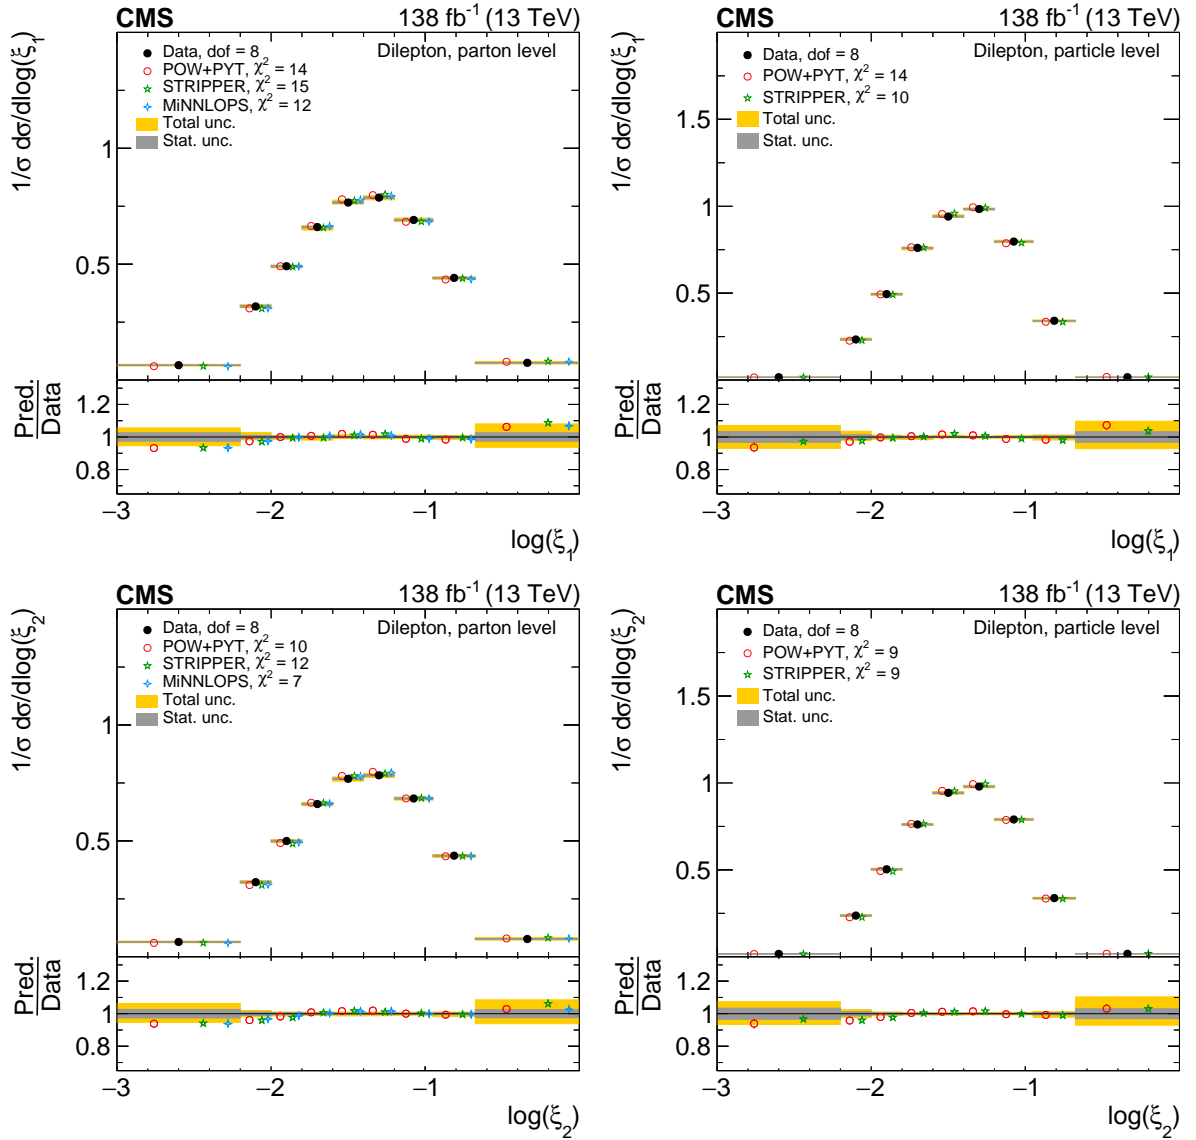 CMS 138 fb⁻¹ (13 TeV)
1/σ dσ/dlog(ξ₁)
Dilepton, parton level
Data, dof = 8
POW+PYT, χ² = 14
STRIPPER, χ² = 15
MiNNLOPS, χ² = 12
Total unc.
Stat. unc.
1
0.5
Pred.
Data
1.2
1
0.8
−3 −2 −1
log(ξ₁)
CMS 138 fb⁻¹ (13 TeV)
1/σ dσ/dlog(ξ₁)
Dilepton, particle level
Data, dof = 8
POW+PYT, χ² = 14
STRIPPER, χ² = 10
Total unc.
Stat. unc.
1.5
1
0.5
Pred.
Data
1.2
1
0.8
−3 −2 −1
log(ξ₁)
CMS 138 fb⁻¹ (13 TeV)
1/σ dσ/dlog(ξ₂)
Dilepton, parton level
Data, dof = 8
POW+PYT, χ² = 10
STRIPPER, χ² = 12
MiNNLOPS, χ² = 7
Total unc.
Stat. unc.
1
0.5
Pred.
Data
1.2
1
0.8
−3 −2 −1
log(ξ₂)
CMS 138 fb⁻¹ (13 TeV)
1/σ dσ/dlog(ξ₂)
Dilepton, particle level
Data, dof = 8
POW+PYT, χ² = 9
STRIPPER, χ² = 9
Total unc.
Stat. unc.
1.5
1
0.5
Pred.
Data
1.2
1
0.8
−3 −2 −1
log(ξ₂)